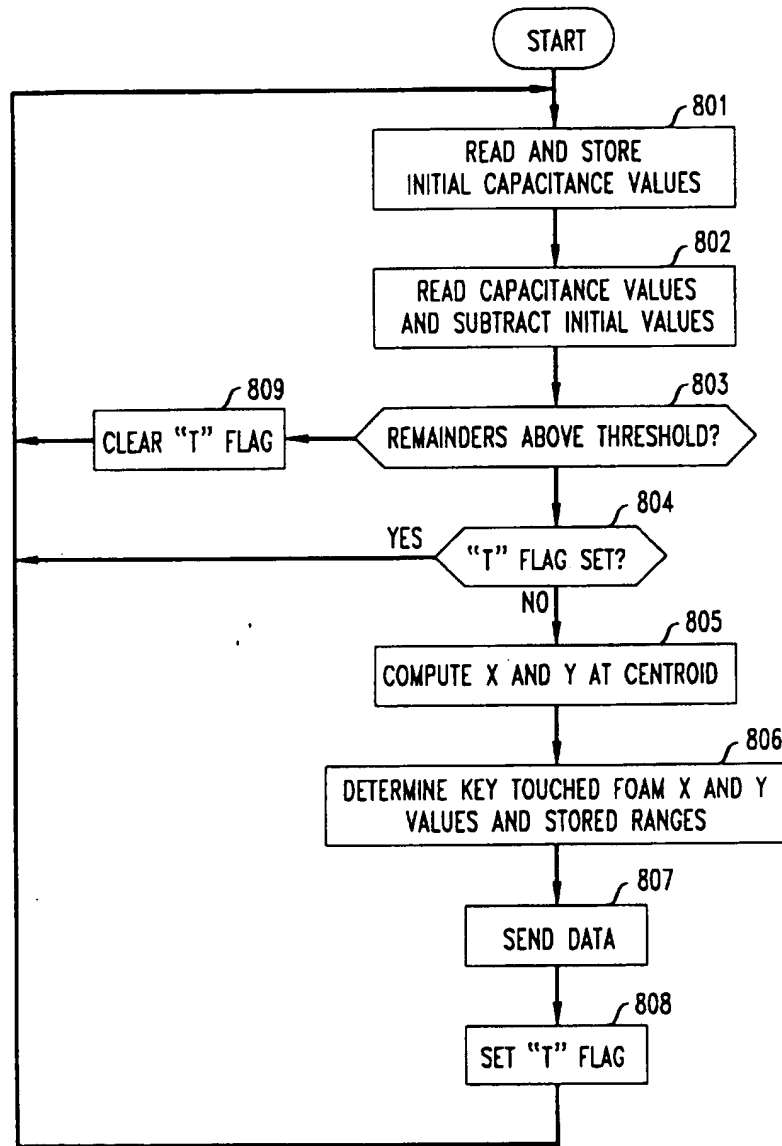 START
801
READ AND STORE
INITIAL CAPACITANCE VALUES
802
READ CAPACITANCE VALUES
AND SUBTRACT INITIAL VALUES
809
803
CLEAR “T” FLAG
REMAINDERS ABOVE THRESHOLD?
804
YES
“T” FLAG SET?
NO
805
COMPUTE X AND Y AT CENTROID
806
DETERMINE KEY TOUCHED FOAM X AND Y
VALUES AND STORED RANGES
807
SEND DATA
808
SET “T” FLAG